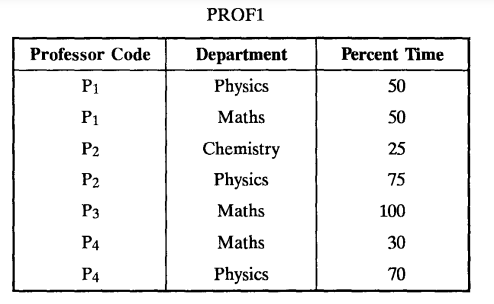 PROF1
Professor Code Department Percent Time
P1 Physics 50
P1 Maths 50
P2 Chemistry 25
P2 Physics 75
P3 Maths 100
P4 Maths 30
P4 Physics 70